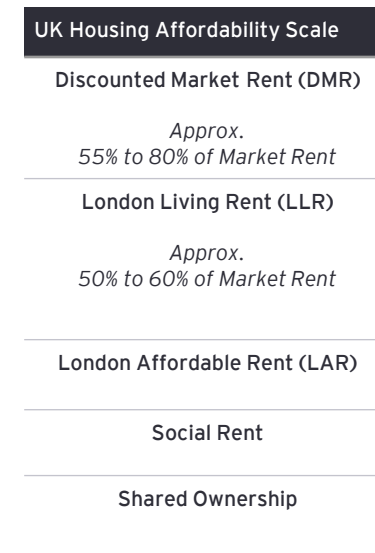 UK Housing Affordability Scale
Discounted Market Rent (DMR)
Approx.
55% to 80% of Market Rent
London Living Rent (LLR)
Approx.
50% to 60% of Market Rent
London Affordable Rent (LAR)
Social Rent
Shared Ownership